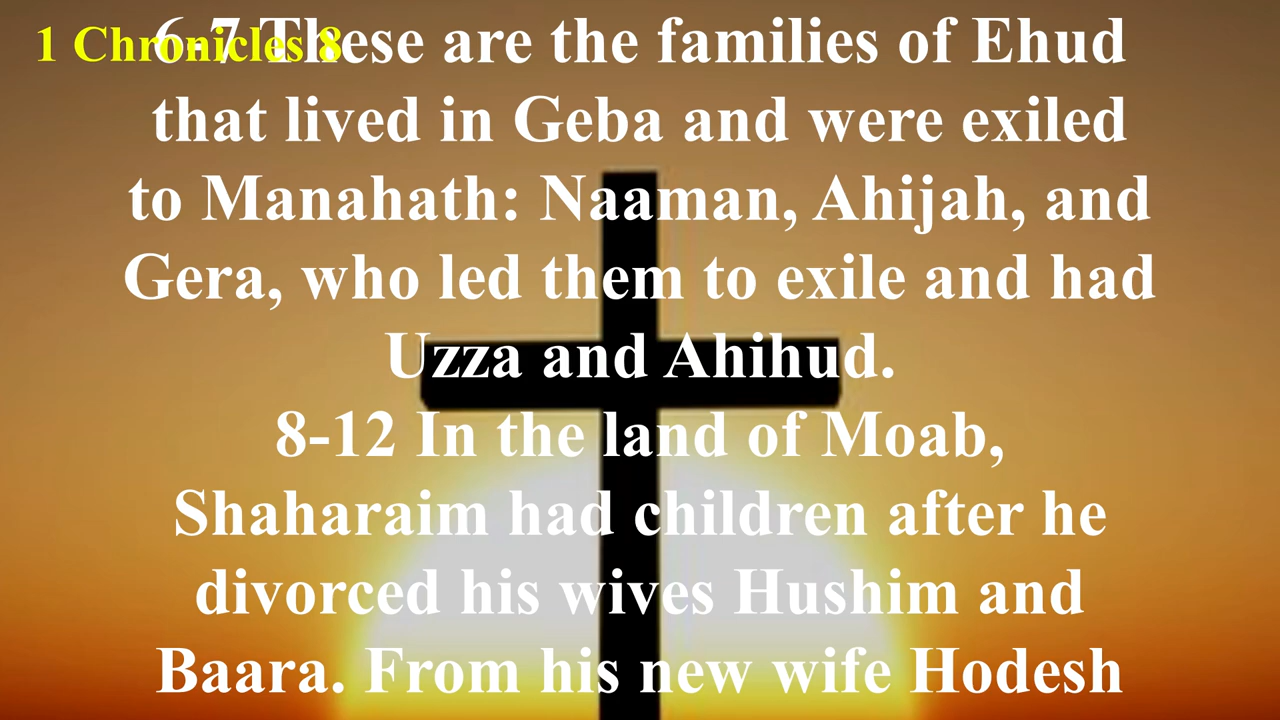 1 Chronicles 8
6-7 These are the families of Ehud
that lived in Geba and were exiled
to Manahath: Naaman, Ahijah, and
Gera, who led them to exile and had
Uzza and Ahihud.
8-12 In the land of Moab,
Shaharaim had children after he
divorced his wives Hushim and
Baara. From his new wife Hodesh